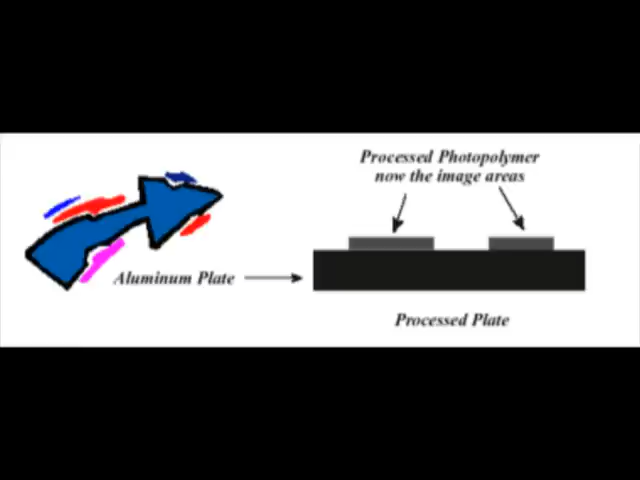 Processed Photopolymer
now the image areas
Aluminum Plate
Processed Plate